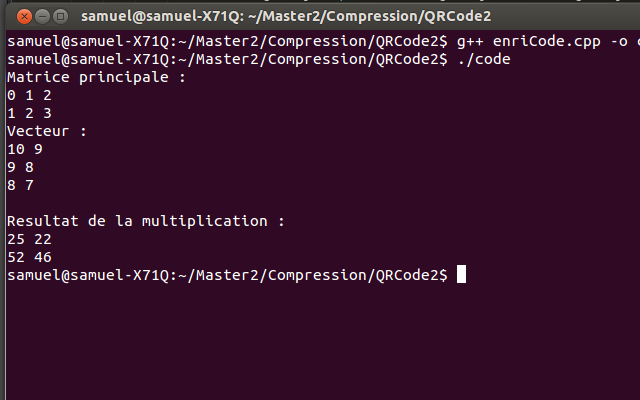 samuel@samuel-X71Q: ~/Master2/Compression/QRCode2
samuel@samuel-X71Q:~/Master2/Compression/QRCode2$ g++ enriCode.cpp -o
samuel@samuel-X71Q:~/Master2/Compression/QRCode2$ ./code
Matrice principale :
0 1 2
1 2 3
Vecteur :
10 9
9 8
8 7
Resultat de la multiplication :
25 22
52 46
samuel@samuel-X71Q:~/Master2/Compression/QRCode2$